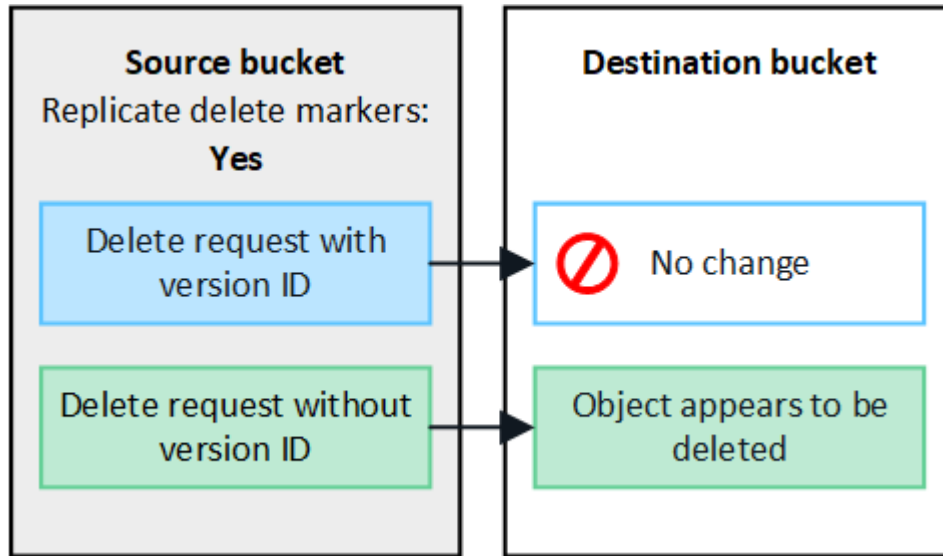 Source bucket
Replicate delete markers:
Yes
Delete request with
version ID
Delete request without
version ID
Destination bucket
No change
Object appears to be
deleted